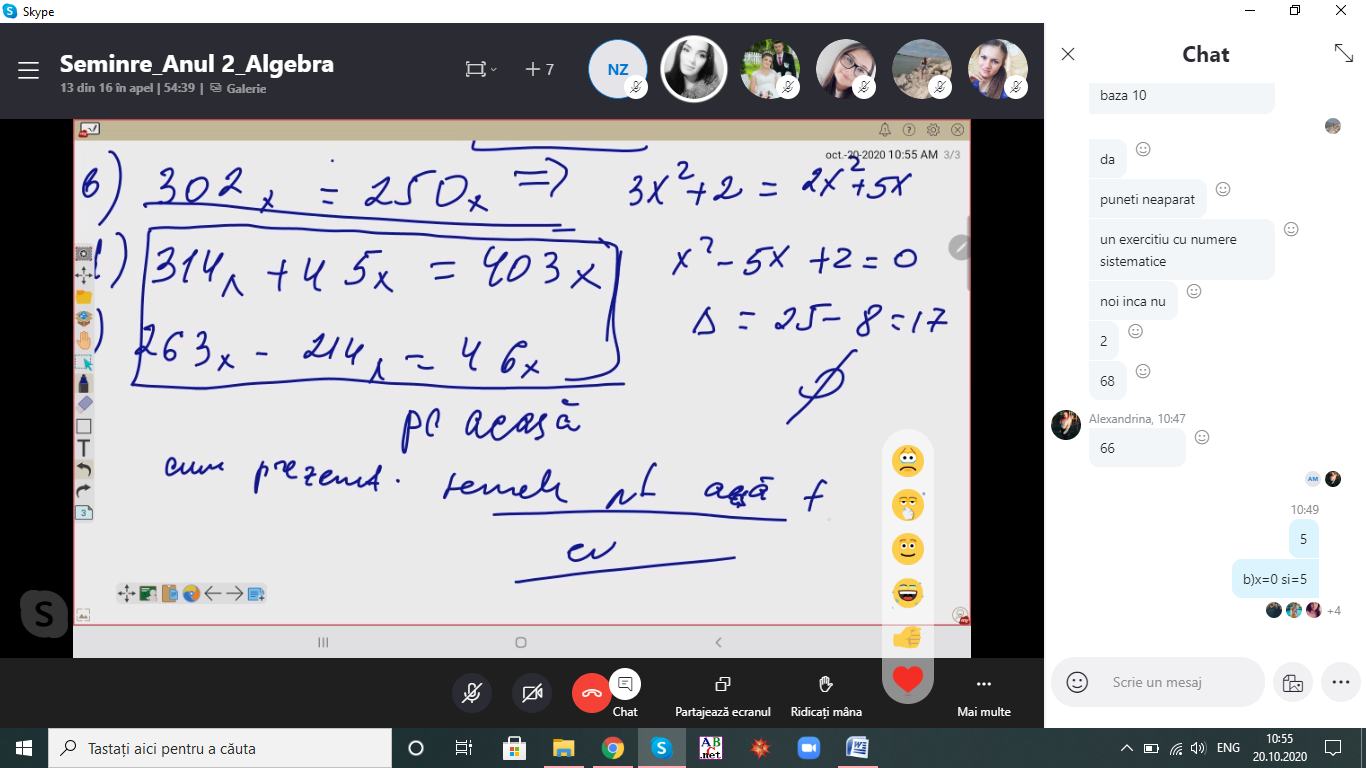 Skype
Seminre_Anul 2_Algebra
13 din 16 în apel | 54:39 | Galerie
+7
NZ
Chat
oct.-20-2020 10:55 AM 3/3
в) 302ₓ = 250ₓ => 3x²+2 = 2x²+5x
) 314ₓ + 45ₓ = 403ₓ
x² - 5x + 2 = 0
Δ = 25 - 8 = 17
) 263ₓ - 214ₓ = 46ₓ
∅
pe acasă
cum prezent.
baza 10
da
puneti neaparat
un exercitiu cu numere
sistematice
noi inca nu
2
68
Alexandrina, 10:47
66
AM
10:49
5
b)x=0 si=5
+4
Scrie un mesaj
Chat
Partajează ecranul
Ridicați mâna
Mai multe
Tastați aici pentru a căuta
ENG
10:55
20.10.2020